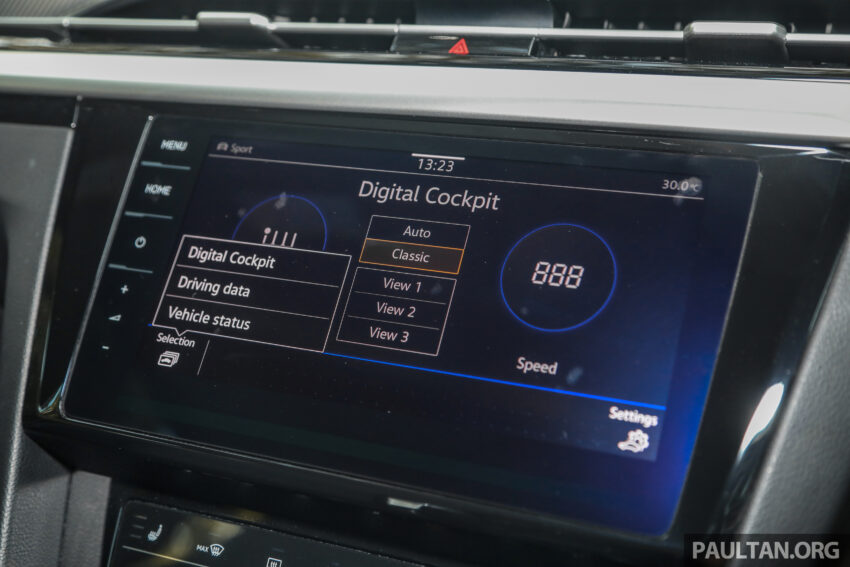 MENU
HOME
+
-
Sport
13:23
30.0°C
Digital Cockpit
Auto
Classic
View 1
View 2
View 3
888
Speed
Digital Cockpit
Driving data
Vehicle status
Selection
Settings
MAX
PAULTAN.ORG